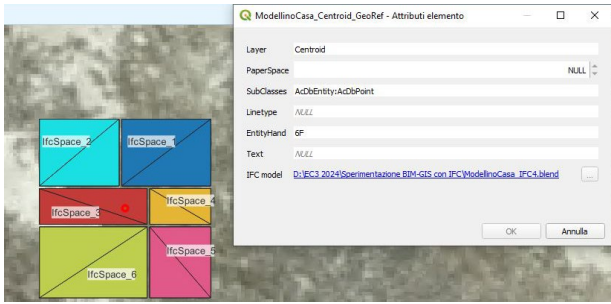 ModellinoCasa_Centroid_GeoRef - Attributi elemento
Layer Centroid
PaperSpace NULL
SubClasses AcDbEntity:AcDbPoint
Linetype NULL
EntityHand 6F
Text NULL
IFC model D:\EC3 2024\Sperimentazione BIM-GIS con IFC\ModellinoCasa_IFC4.blend ...
OK Annulla
IfcSpace_2 IfcSpace_1
IfcSpace_4
IfcSpace_3
IfcSpace_5
IfcSpace_6